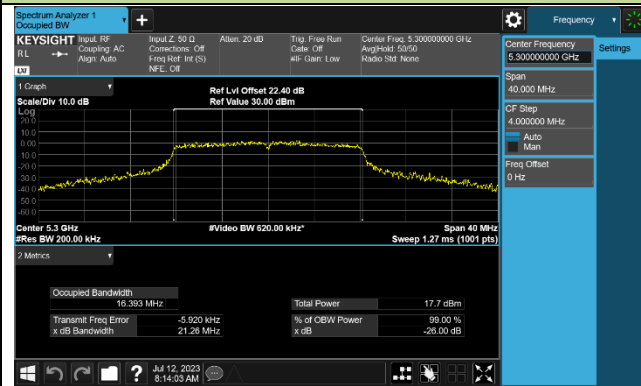 Spectrum Analyzer 1
Occupied BW
Frequency
KEYSIGHT
RL
LXI
Input: RF
Coupling: AC
Align: Auto
Input Z: 50 Ω
Corrections: Off
Freq Ref: Int (S)
NFE: Off
Atten: 20 dB
Trig: Free Run
Gate: Off
#IF Gain: Low
Center Freq: 5.300000000 GHz
Avg|Hold: 50/50
Radio Std: None
Center Frequency
5.300000000 GHz
Settings
Span
40.000 MHz
CF Step
4.000000 MHz
Auto
Man
Freq Offset
0 Hz
1 Graph
Scale/Div 10.0 dB
Ref Lvl Offset 22.40 dB
Ref Value 30.00 dBm
Log
20.0
10.0
0.00
-10.0
-20.0
-30.0
-40.0
-50.0
-60.0
Center 5.3 GHz
#Res BW 200.00 kHz
#Video BW 620.00 kHz*
Span 40 MHz
Sweep 1.27 ms (1001 pts)
2 Metrics
Occupied Bandwidth
16.393 MHz
Total Power 17.7 dBm
Transmit Freq Error -5.920 kHz
% of OBW Power 99.00 %
x dB Bandwidth 21.26 MHz
x dB -26.00 dB
?
Jul 12, 2023
8:14:03 AM